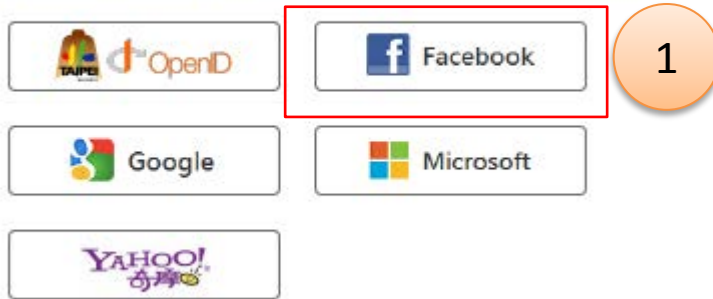 TAIPEI OpenID
f Facebook
1
Google
Microsoft
YAHOO!
奇摩